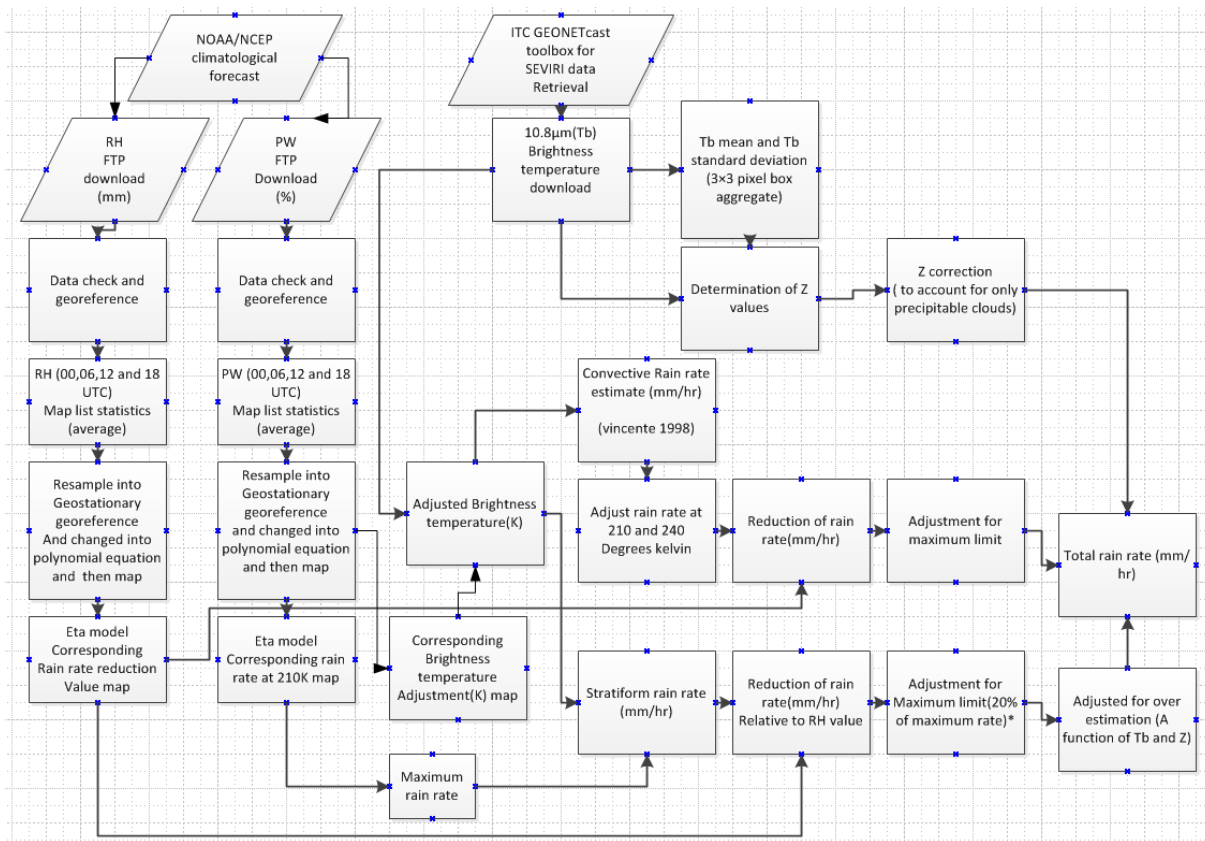 NOAA/NCEP
climatological
forecast
ITC GEONETcast
toolbox for
SEVIRI data
Retrieval
RH
FTP
download
(mm)
PW
FTP
Download
(%)
10.8µm(Tb)
Brightness
temperature
download
Tb mean and Tb
standard deviation
(3×3 pixel box
aggregate)
Data check and
georeference
Data check and
georeference
Determination of Z
values
Z correction
( to account for only
precipitable clouds)
RH (00,06,12 and 18
UTC)
Map list statistics
(average)
PW (00,06,12 and 18
UTC)
Map list statistics
(average)
Convective Rain rate
estimate (mm/hr)
(vincente 1998)
Resample into
Geostationary
georeference
And changed into
polynomial equation
and  then map
Resample into
Geostationary
georeference
and changed into
polynomial equation
and then map
Adjusted Brightness
temperature(K)
Adjust rain rate at
210 and 240
Degrees kelvin
Reduction of rain
rate(mm/hr)
Adjustment for
maximum limit
Total rain rate (mm/
hr)
Eta model
Corresponding
Rain rate reduction
Value map
Eta model
Corresponding rain
rate at 210K map
Corresponding
Brightness
temperature
Adjustment(K) map
Stratiform rain rate
(mm/hr)
Reduction of rain
rate(mm/hr)
Relative to RH value
Adjustment for
Maximum limit(20%
of maximum rate)*
Adjusted for over
estimation (A
function of Tb and Z)
Maximum
rain rate